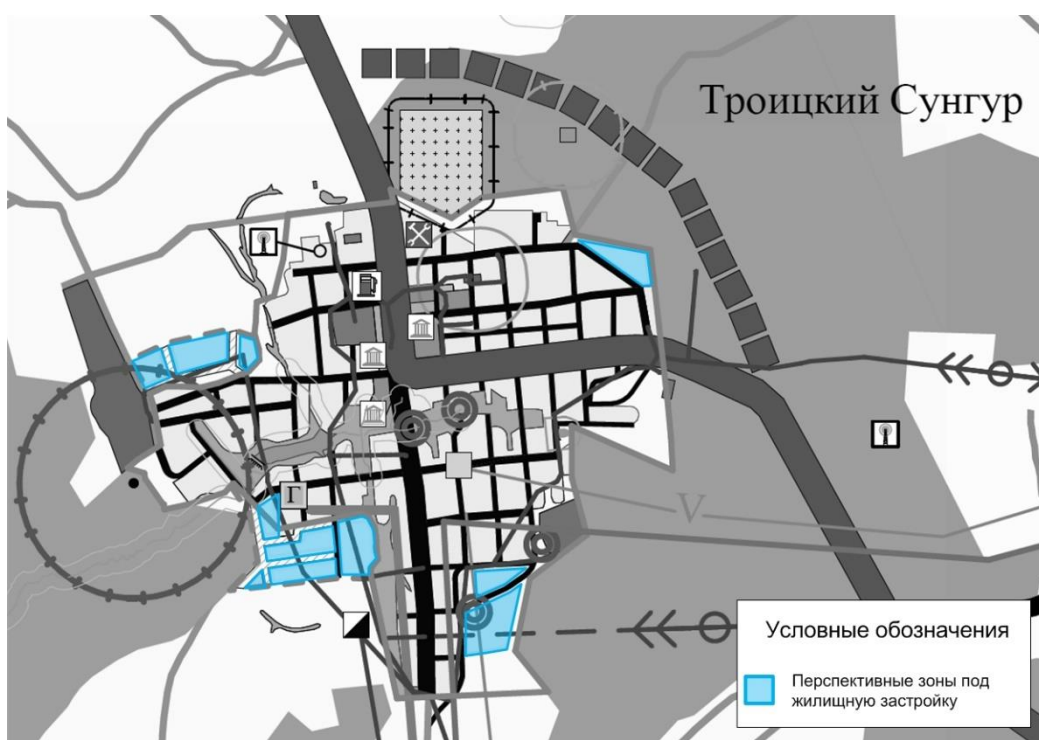 Троицкий Сунгур
Г
V
Условные обозначения
Перспективные зоны под
жилищную застройку